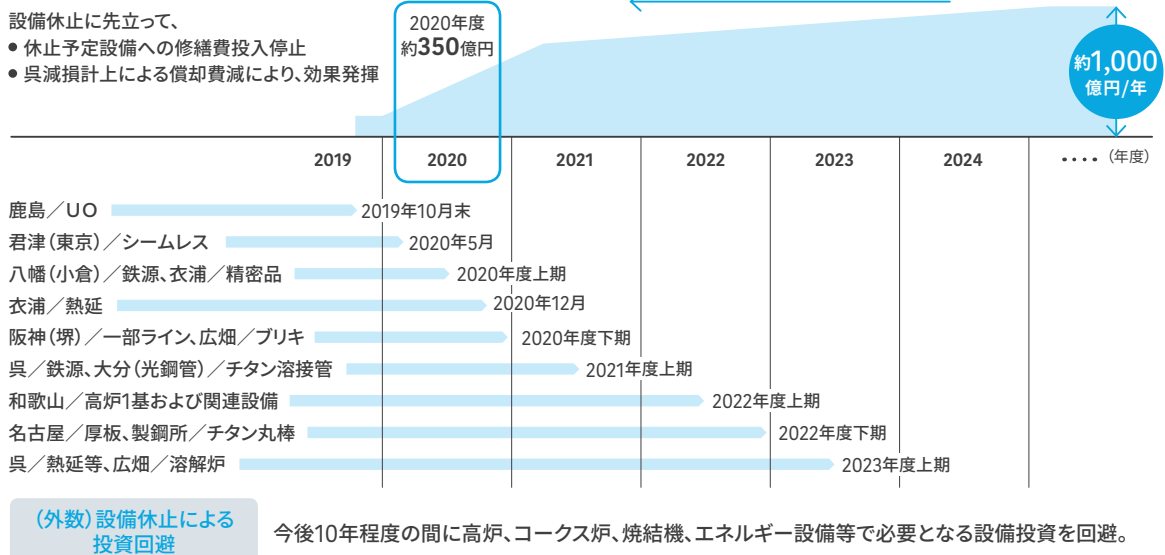 設備休止に先立って、
● 休止予定設備への修繕費投入停止
● 呉減損計上による償却費減により、効果発揮
2020年度
約350億円
約1,000
億円/年
2019 2020 2021 2022 2023 2024 ････（年度）
鹿島／UO 2019年10月末
君津（東京）／シームレス 2020年5月
八幡（小倉）／鉄源、衣浦／精密品 2020年度上期
衣浦／熱延 2020年12月
阪神（堺）／一部ライン、広畑／ブリキ 2020年度下期
呉／鉄源、大分（光鋼管）／チタン溶接管 2021年度上期
和歌山／高炉1基および関連設備 2022年度上期
名古屋／厚板、製鋼所／チタン丸棒 2022年度下期
呉／熱延等、広畑／溶解炉 2023年度上期
（外数）設備休止による
投資回避
今後10年程度の間に高炉、コークス炉、焼結機、エネルギー設備等で必要となる設備投資を回避。